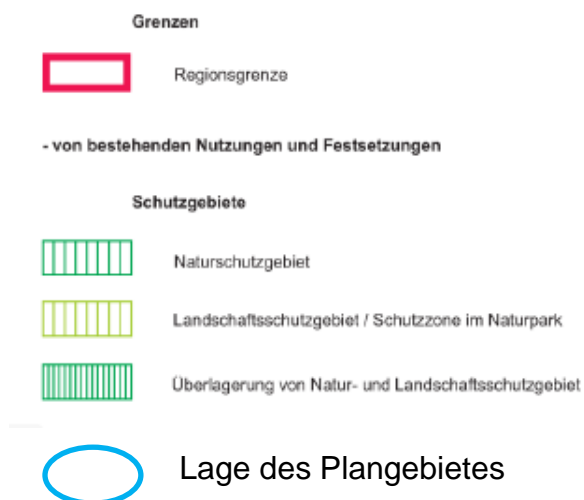 Grenzen
Regionsgrenze
- von bestehenden Nutzungen und Festsetzungen
Schutzgebiete
Naturschutzgebiet
Landschaftsschutzgebiet / Schutzzone im Naturpark
Überlagerung von Natur- und Landschaftsschutzgebiet
Lage des Plangebietes